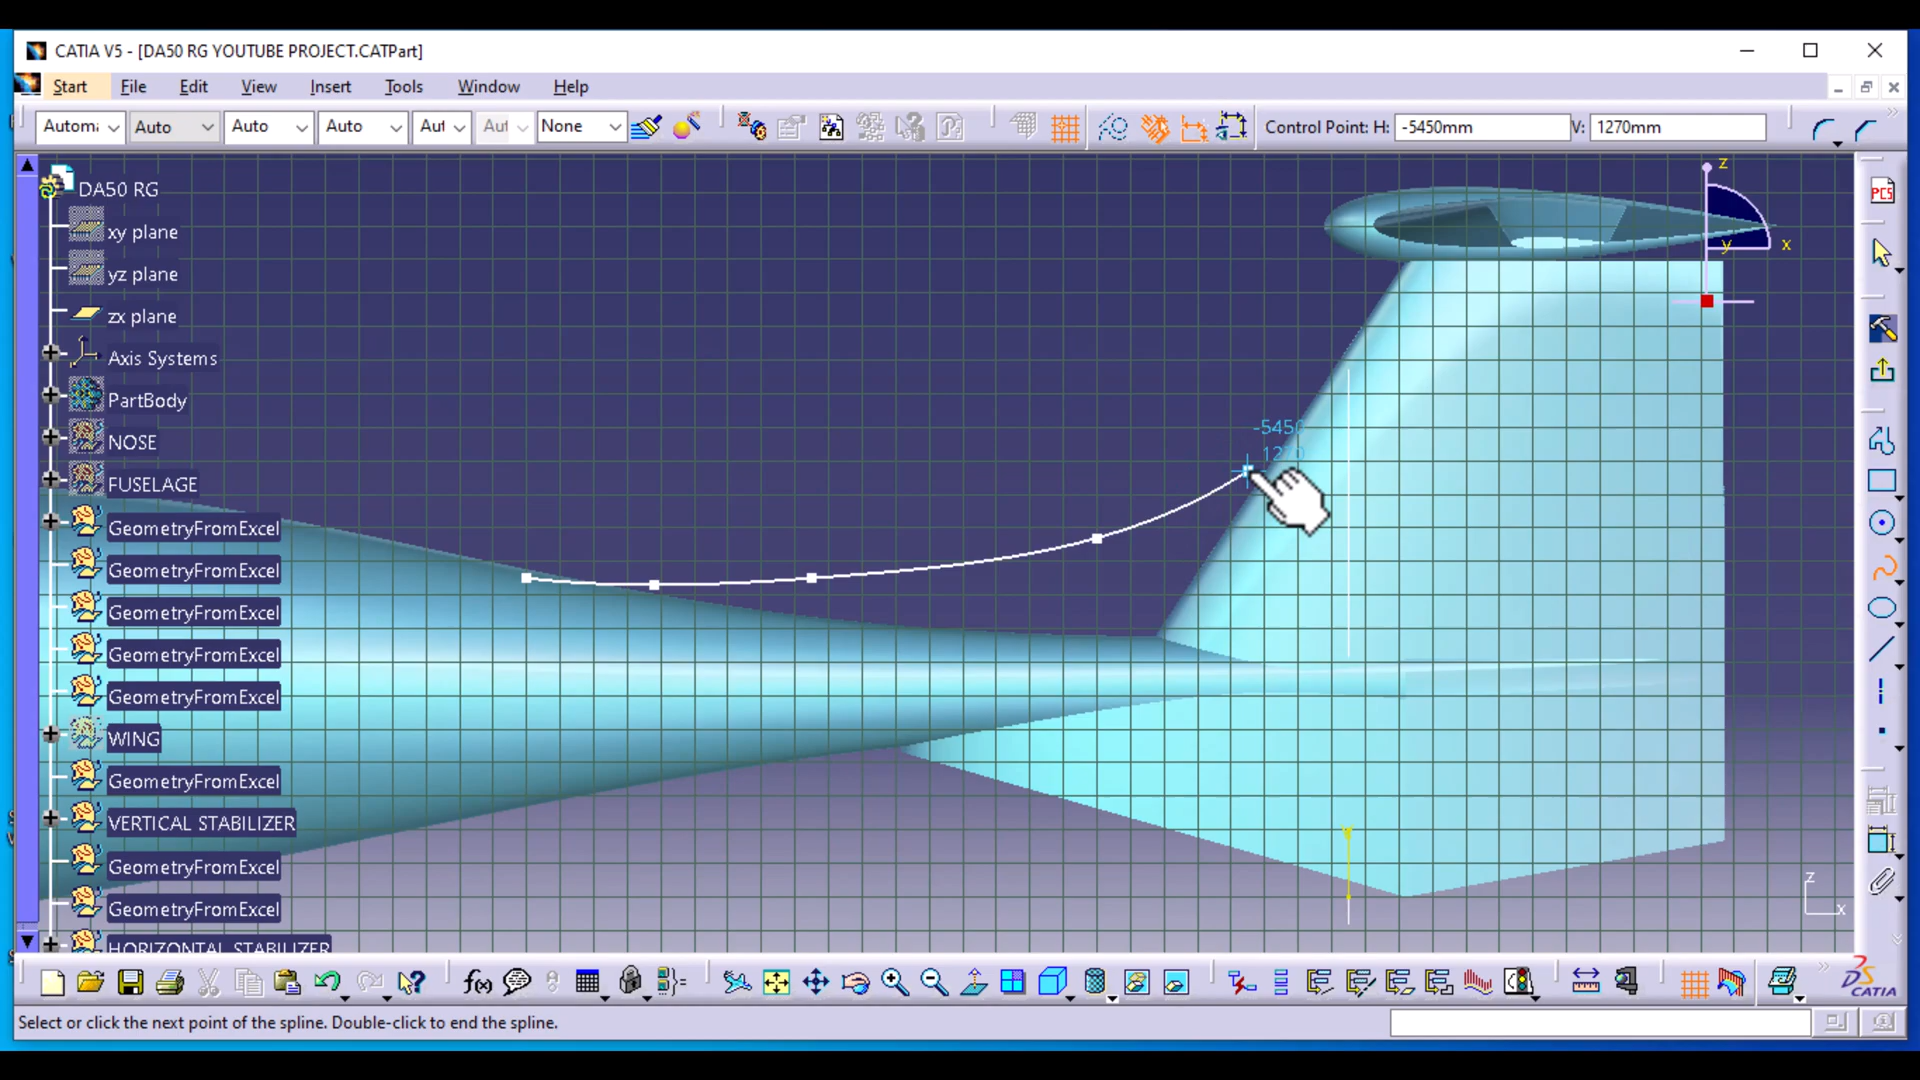 CATIA V5 - [DA50 RG YOUTUBE PROJECT.CATPart]
Start File Edit View Insert Tools Window Help
Auto Auto Auto None Control Point: H: -5450mm V: 1270mm
DA50 RG
xy plane
yz plane
zx plane
Axis Systems
PartBody
NOSE
FUSELAGE
GeometryFromExcel
GeometryFromExcel
GeometryFromExcel
GeometryFromExcel
GeometryFromExcel
WING
GeometryFromExcel
VERTICAL STABILIZER
GeometryFromExcel
GeometryFromExcel
HORIZONTAL STABILIZER
z
y x
PCS
-5450
1270
Y
z
x
f(x)
CATIA
Select or click the next point of the spline. Double-click to end the spline.